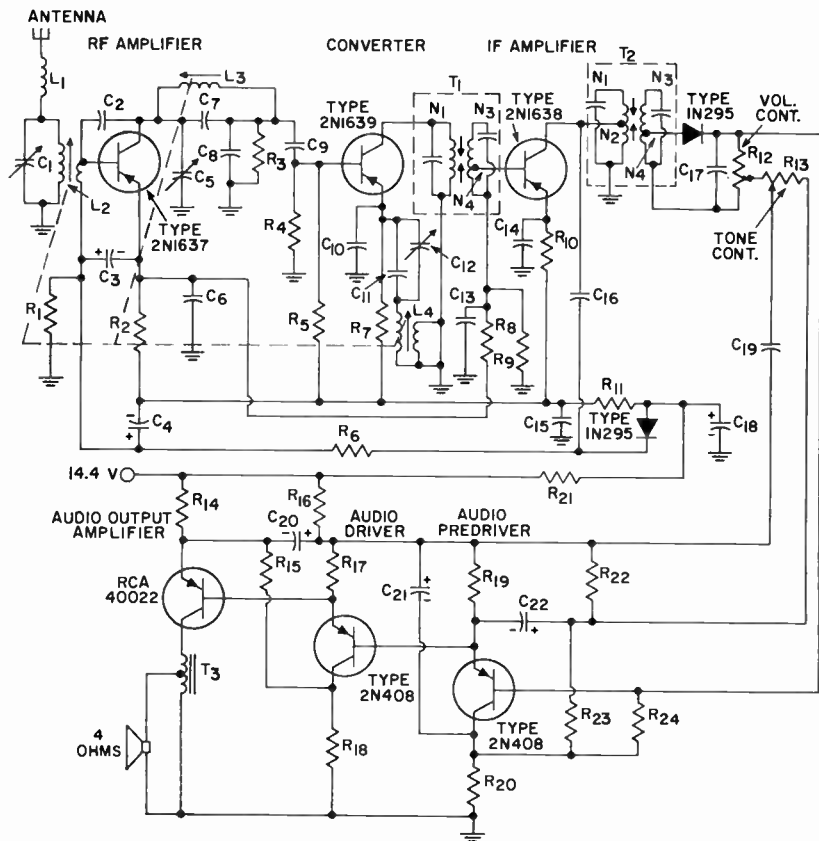 ANTENNA
RF AMPLIFIER
CONVERTER
IF AMPLIFIER
T2
L1
L3
T1
N1
N3
C2
C7
TYPE
2N1639
N1
N3
TYPE
2N1638
TYPE
IN295
VOL.
CONT.
N2
C1
C8
R3
C9
R12
R13
C5
C17
L2
N4
N4
TYPE
2N1637
R4
C10
C12
C14
R10
TONE
CONT.
C3
C11
C16
R1
C6
C13
L4
R2
R5
R7
R8
R9
C19
C4
R11
C15
TYPE
IN295
C18
R6
14.4 V
R14
R16
R21
AUDIO OUTPUT
AMPLIFIER
C20
AUDIO
DRIVER
AUDIO
PREDRIVER
R15
R17
R19
R22
RCA
40022
C21
C22
T3
TYPE
2N408
R23
R24
4
OHMS
R18
TYPE
2N408
R20